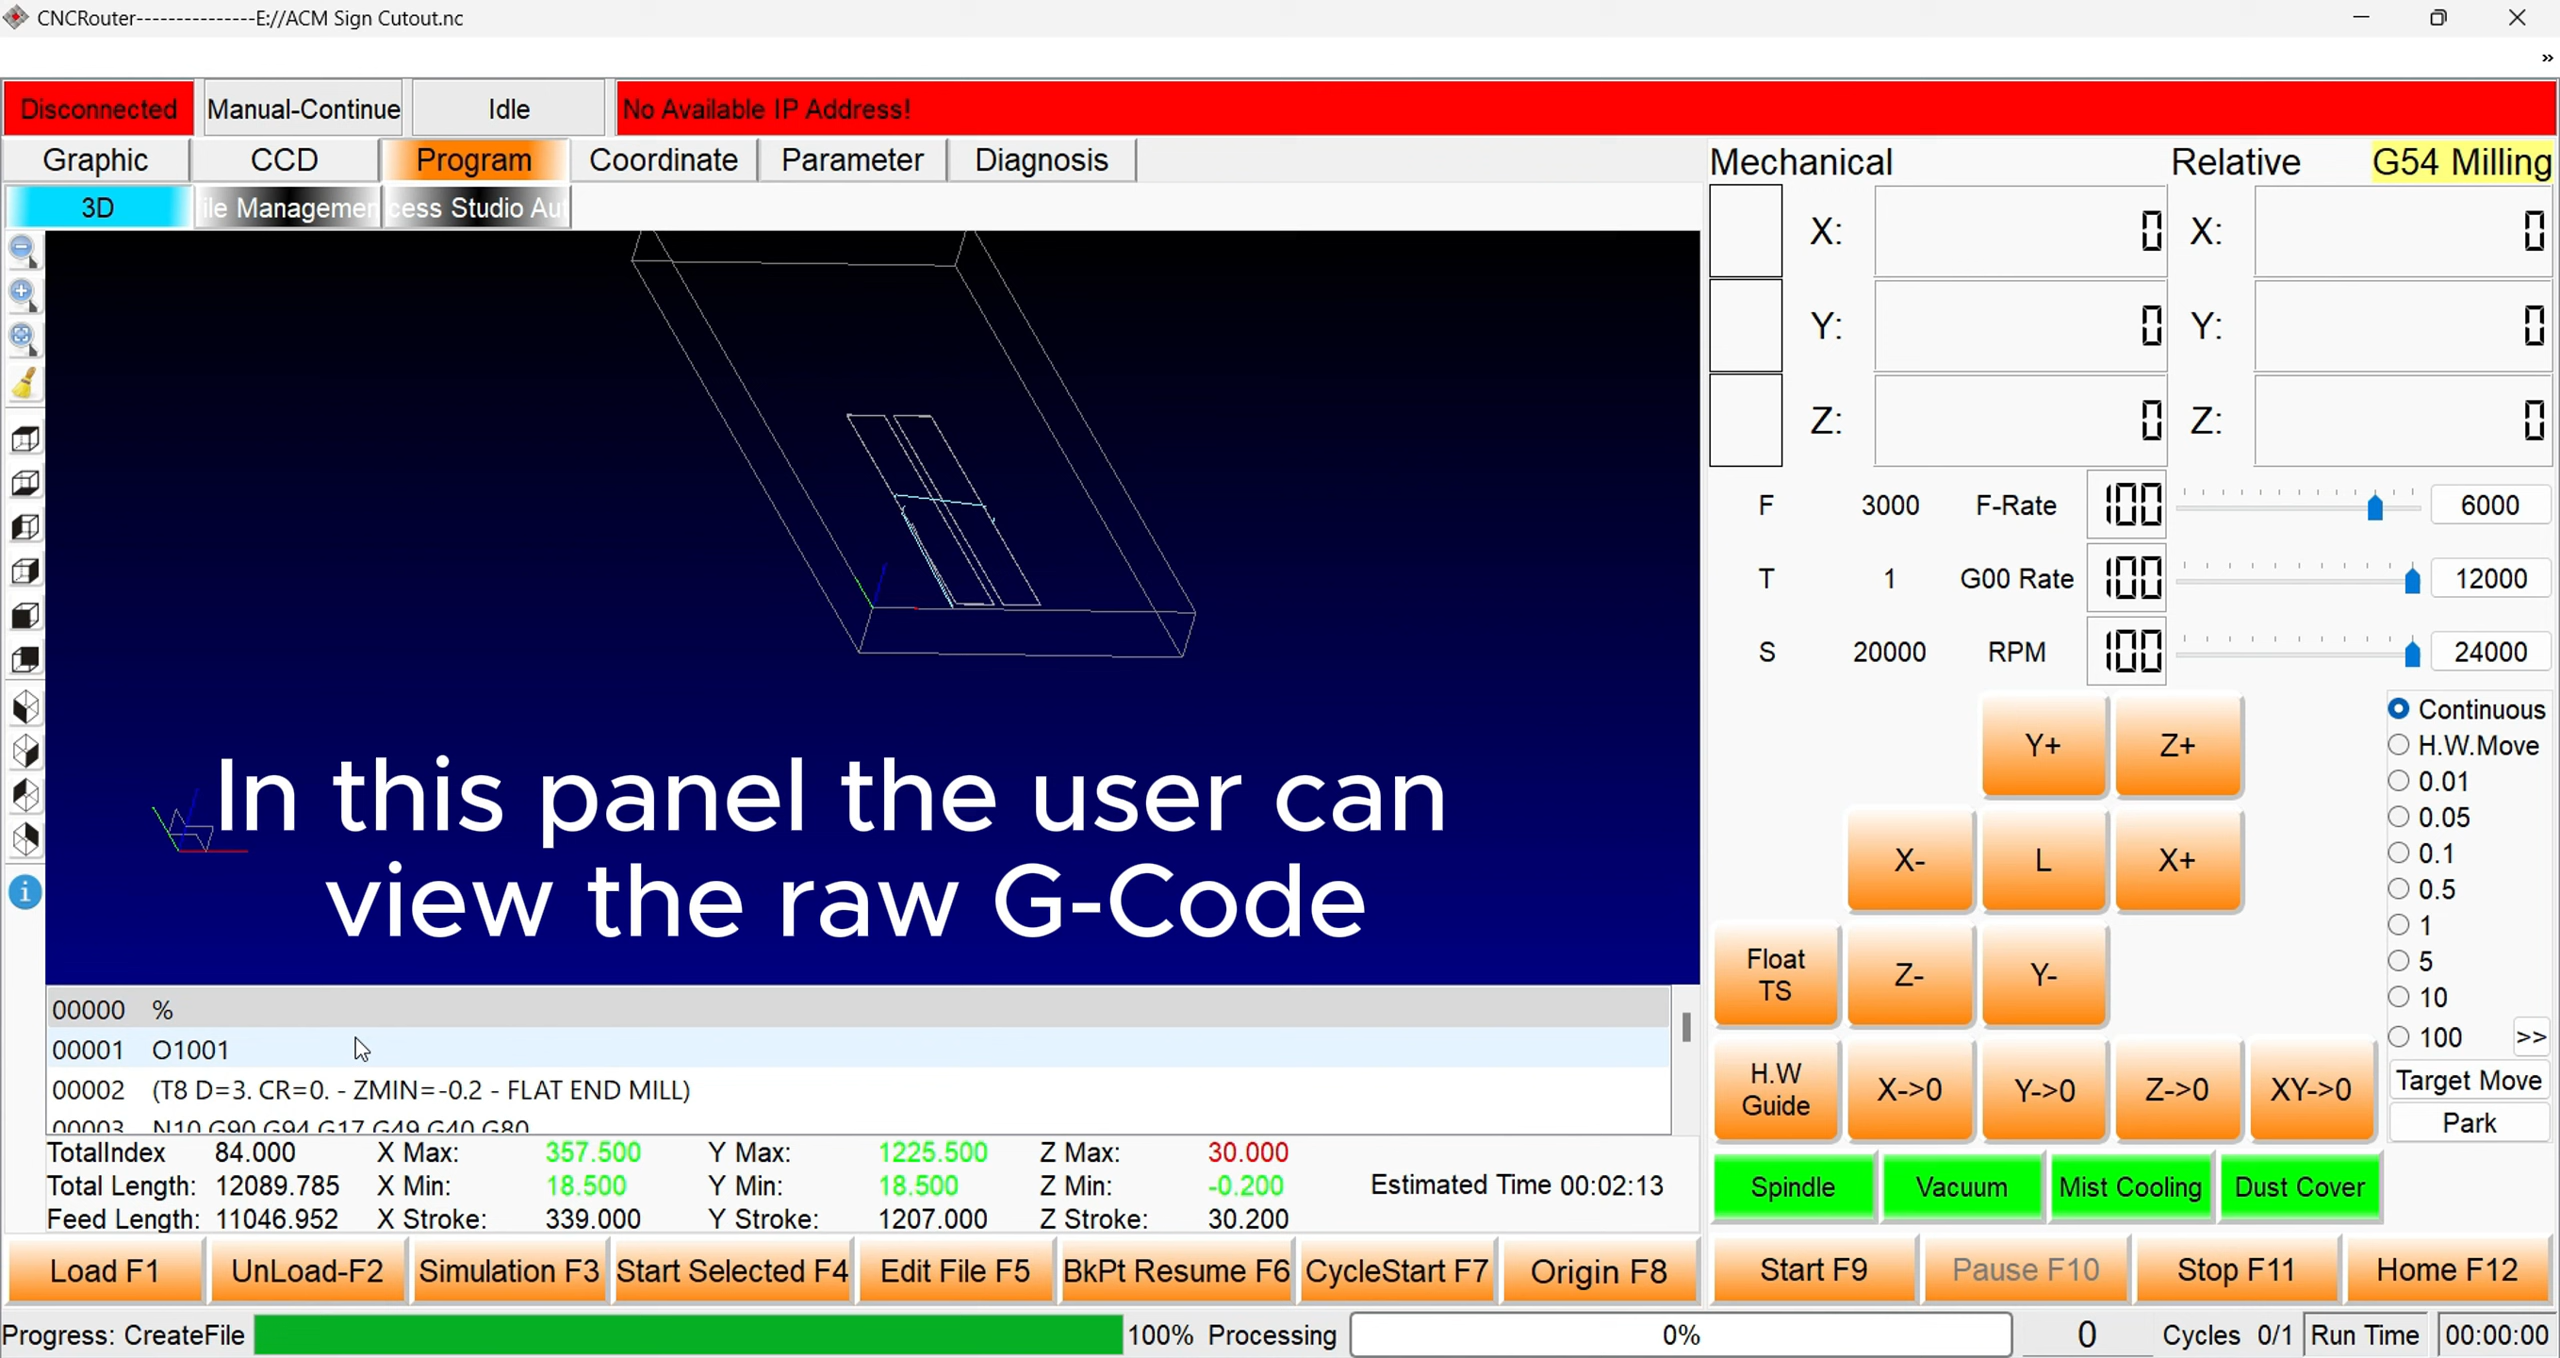 CNCRouter---------------E://ACM Sign Cutout.nc
»
Disconnected Manual-Continue Idle No Available IP Address!
Graphic CCD Program Coordinate Parameter Diagnosis
3D ile Managemen cess Studio Au
Mechanical Relative G54 Milling
X: 0 X: 0
Y: 0 Y: 0
Z: 0 Z: 0
F 3000 F-Rate 100 6000
T 1 G00 Rate 100 12000
S 20000 RPM 100 24000
In this panel the user can
view the raw G-Code
Y+ Z+
X- L X+
Float
TS
Z- Y-
H.W
Guide
X->0 Y->0 Z->0 XY->0
Continuous
H.W.Move
0.01
0.05
0.1
0.5
1
5
10
100 >>
Target Move
Park
00000 %
00001 O1001
00002 (T8 D=3. CR=0. - ZMIN=-0.2 - FLAT END MILL)
00003 N10 G90 G94 G17 G49 G40 G80
TotalIndex 84.000 X Max: 357.500 Y Max: 1225.500 Z Max: 30.000
Total Length: 12089.785 X Min: 18.500 Y Min: 18.500 Z Min: -0.200 Estimated Time 00:02:13
Feed Length: 11046.952 X Stroke: 339.000 Y Stroke: 1207.000 Z Stroke: 30.200
Spindle Vacuum Mist Cooling Dust Cover
Load F1 UnLoad-F2 Simulation F3 Start Selected F4 Edit File F5 BkPt Resume F6 CycleStart F7 Origin F8 Start F9 Pause F10 Stop F11 Home F12
Progress: CreateFile 100% Processing 0% 0 Cycles 0/1 Run Time 00:00:00